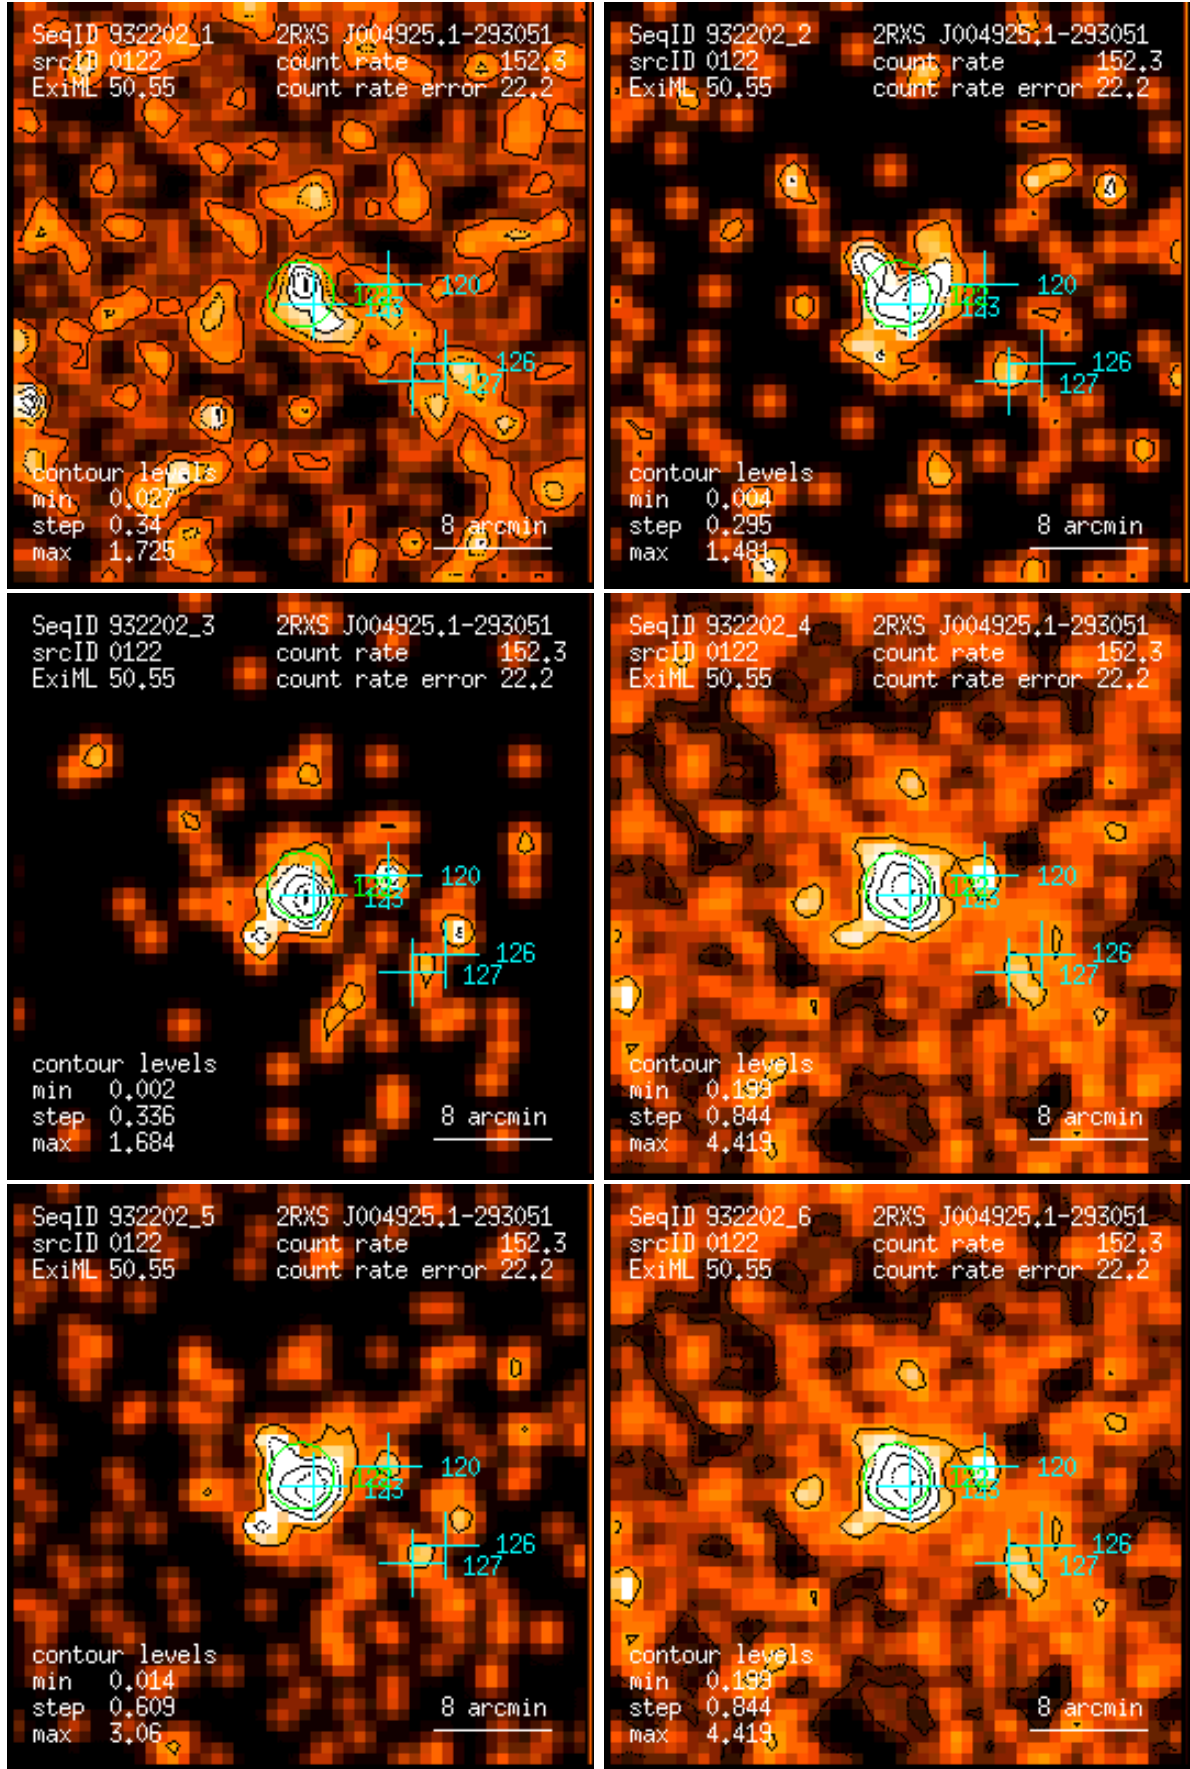 SeqID 932202_1 2RXS J004925.1-293051
srcID 0122 count rate 152.3
ExiML 50.55 count rate error 22.2
120
123
126
127
contour levels
min 0.027
step 0.34
max 1.725
8 arcmin
SeqID 932202_2 2RXS J004925.1-293051
srcID 0122 count rate 152.3
ExiML 50.55 count rate error 22.2
120
123
126
127
contour levels
min 0.004
step 0.295
max 1.481
8 arcmin
SeqID 932202_3 2RXS J004925.1-293051
srcID 0122 count rate 152.3
ExiML 50.55 count rate error 22.2
120
123
126
127
contour levels
min 0.002
step 0.336
max 1.684
8 arcmin
SeqID 932202_4 2RXS J004925.1-293051
srcID 0122 count rate 152.3
ExiML 50.55 count rate error 22.2
120
123
126
127
contour levels
min 0.199
step 0.844
max 4.419
8 arcmin
SeqID 932202_5 2RXS J004925.1-293051
srcID 0122 count rate 152.3
ExiML 50.55 count rate error 22.2
120
123
126
127
contour levels
min 0.014
step 0.609
max 3.06
8 arcmin
SeqID 932202_6 2RXS J004925.1-293051
srcID 0122 count rate 152.3
ExiML 50.55 count rate error 22.2
120
123
126
127
contour levels
min 0.199
step 0.844
max 4.419
8 arcmin